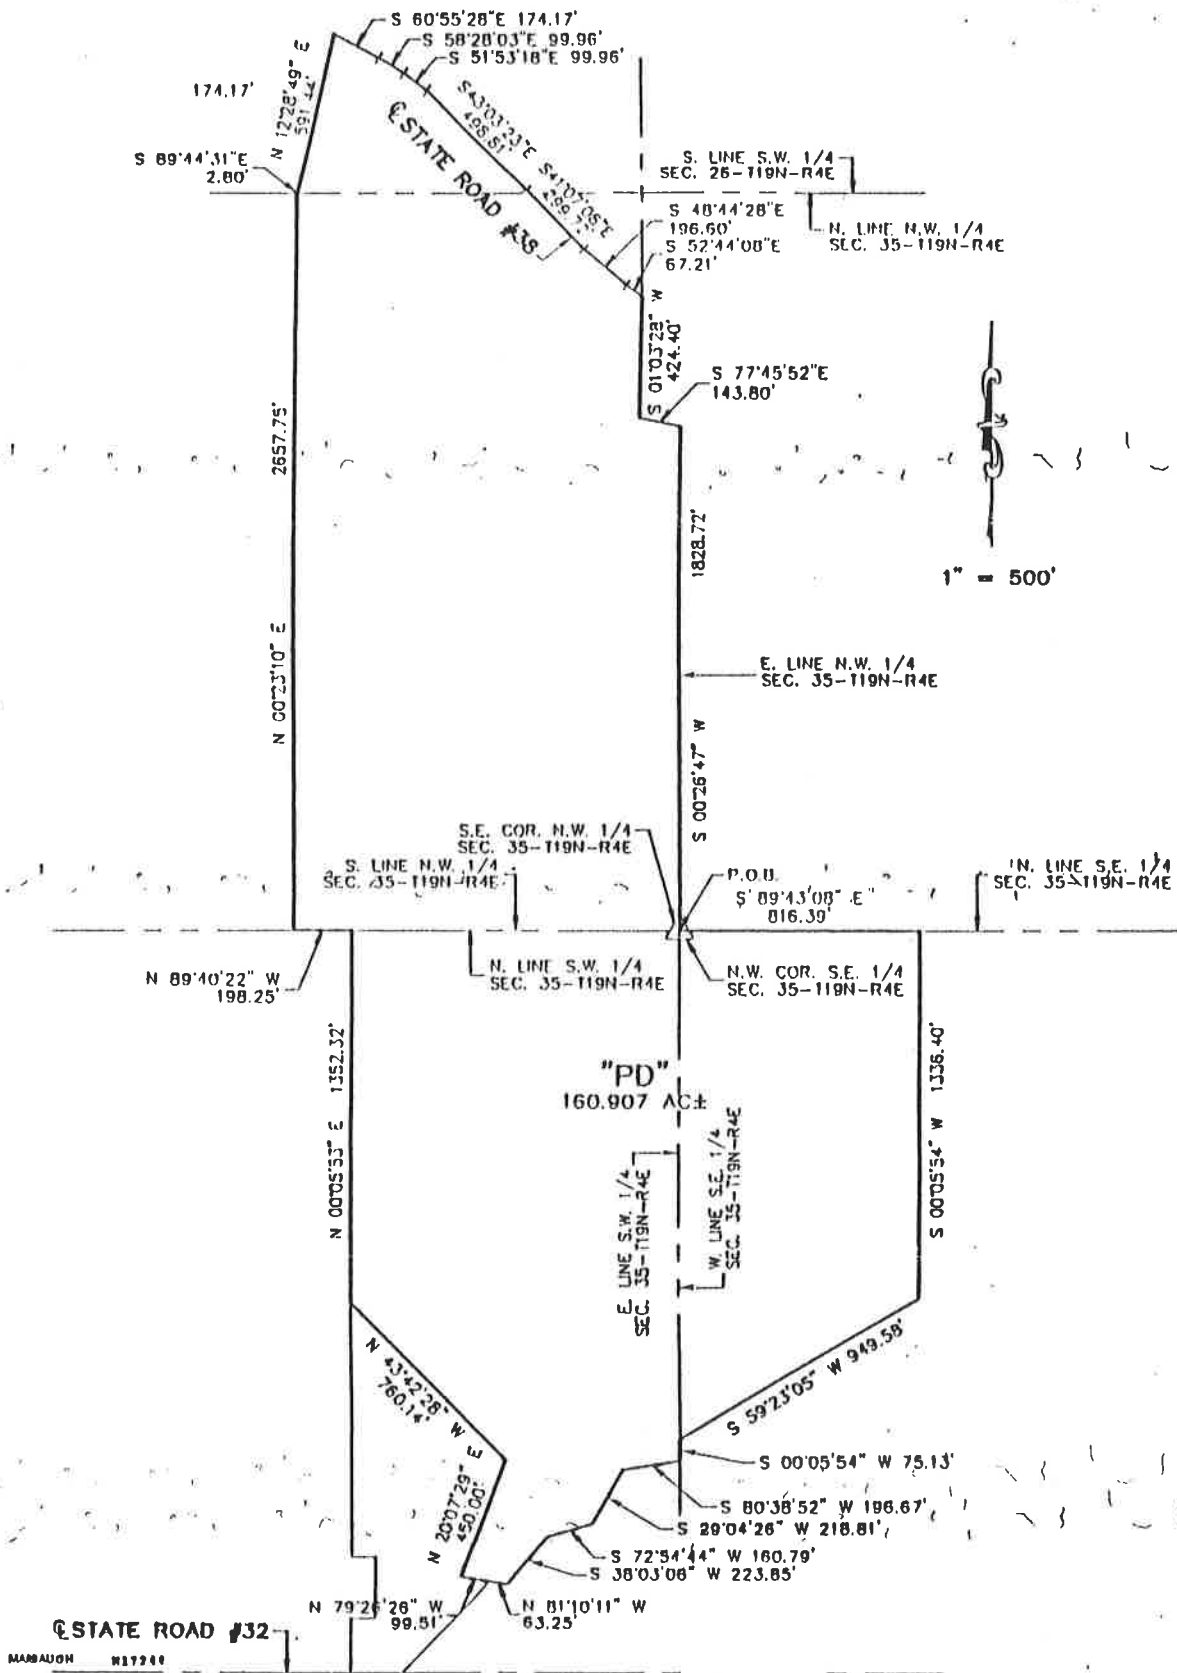 S 60°55'28"E 174.17'
S 58°28'03"E 99.96'
S 51°53'18"E 99.96'
174.17'
N 12°28'49" E
591.44'
S43°03'23"E
498.51'
S41°07'05"E
299.72'
℄ STATE ROAD #38
S 89°44'31"E
2.80'
S. LINE S.W. 1/4
SEC. 26-T19N-R4E
S 48°44'28"E
196.60'
N. LINE N.W. 1/4
SEC. 35-T19N-R4E
S 52°44'08"E
67.21'
S 01°03'28" W
424.40'
S 77°45'52"E
143.80'
2657.75'
N 00°23'10" E
1828.72'
S 00°26'47" W
1" = 500'
E. LINE N.W. 1/4
SEC. 35-T19N-R4E
S.E. COR. N.W. 1/4
SEC. 35-T19N-R4E
S. LINE N.W. 1/4
SEC. 35-T19N-R4E
P.O.B.
S 89°43'08" E
816.39'
N. LINE S.E. 1/4
SEC. 35-T19N-R4E
N 89°40'22" W
198.25'
N. LINE S.W. 1/4
SEC. 35-T19N-R4E
N.W. COR. S.E. 1/4
SEC. 35-T19N-R4E
1352.32'
N 00°05'53" E
"PD"
160.907 AC±
1336.40'
S 00°05'54" W
E. LINE S.W. 1/4
SEC. 35-T19N-R4E
W. LINE S.E. 1/4
SEC. 35-T19N-R4E
N 43°42'28" W
760.14'
S 59°23'05" W 949.58'
S 00°05'54" W 75.13'
N 20°07'29" E
450.00'
S 80°38'52" W 196.67'
S 29°04'26" W 218.81'
S 72°54'44" W 160.79'
S 38°03'06" W 223.85'
N 79°26'26" W
99.51'
N 81°10'11" W
63.25'
℄ STATE ROAD #32
MARBAUGH